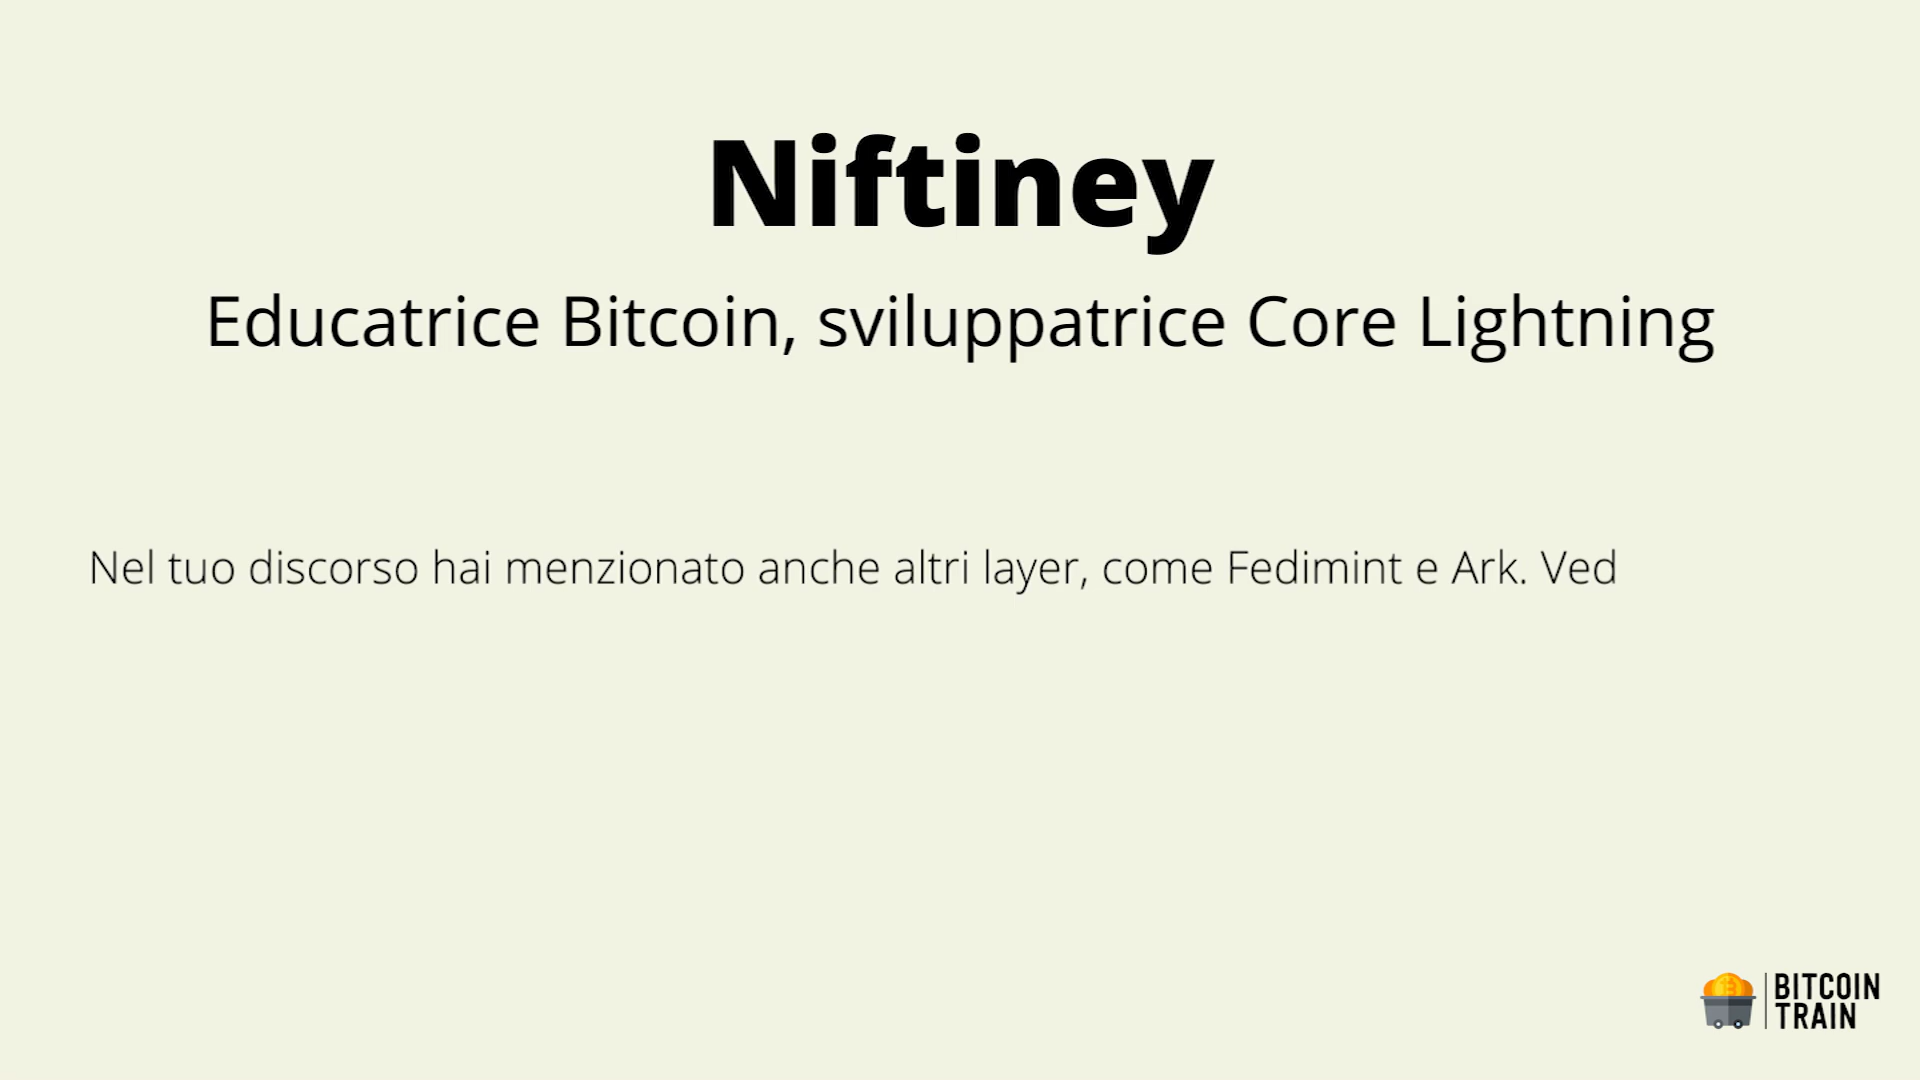 Niftiney
Educatrice Bitcoin, sviluppatrice Core Lightning
Nel tuo discorso hai menzionato anche altri layer, come Fedimint e Ark. Ved
BITCOIN
TRAIN